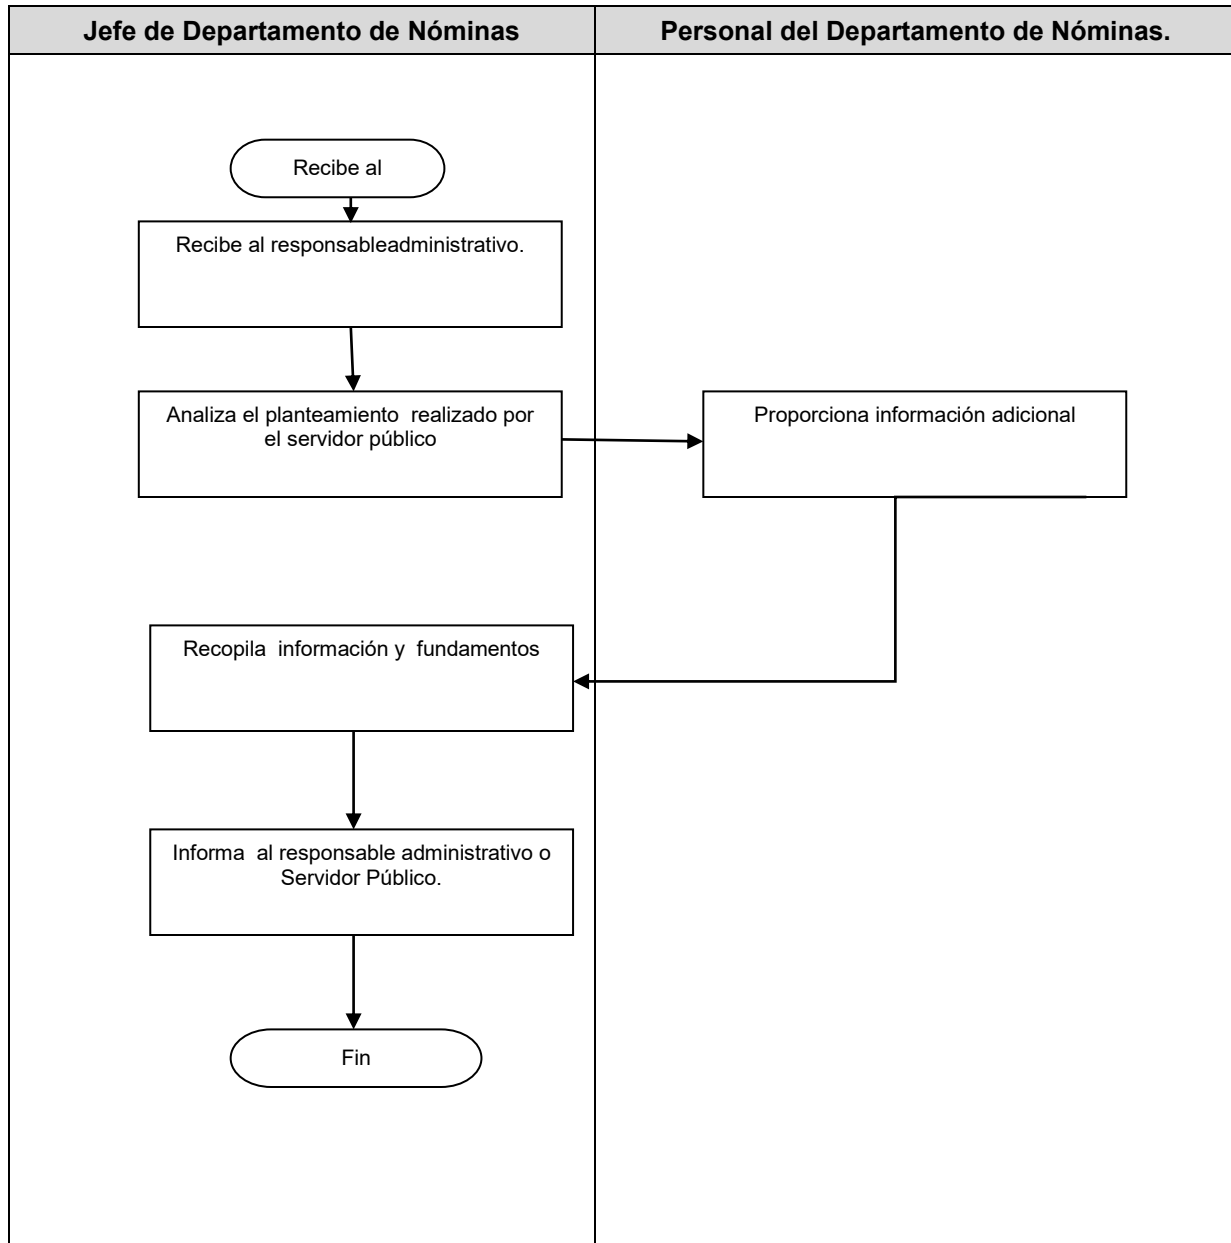 Jefe de Departamento de Nóminas
Personal del Departamento de Nóminas.
Recibe al
Recibe al responsableadministrativo.
Analiza el planteamiento realizado por
el servidor público
Proporciona información adicional
Recopila información y fundamentos
Informa al responsable administrativo o
Servidor Público.
Fin